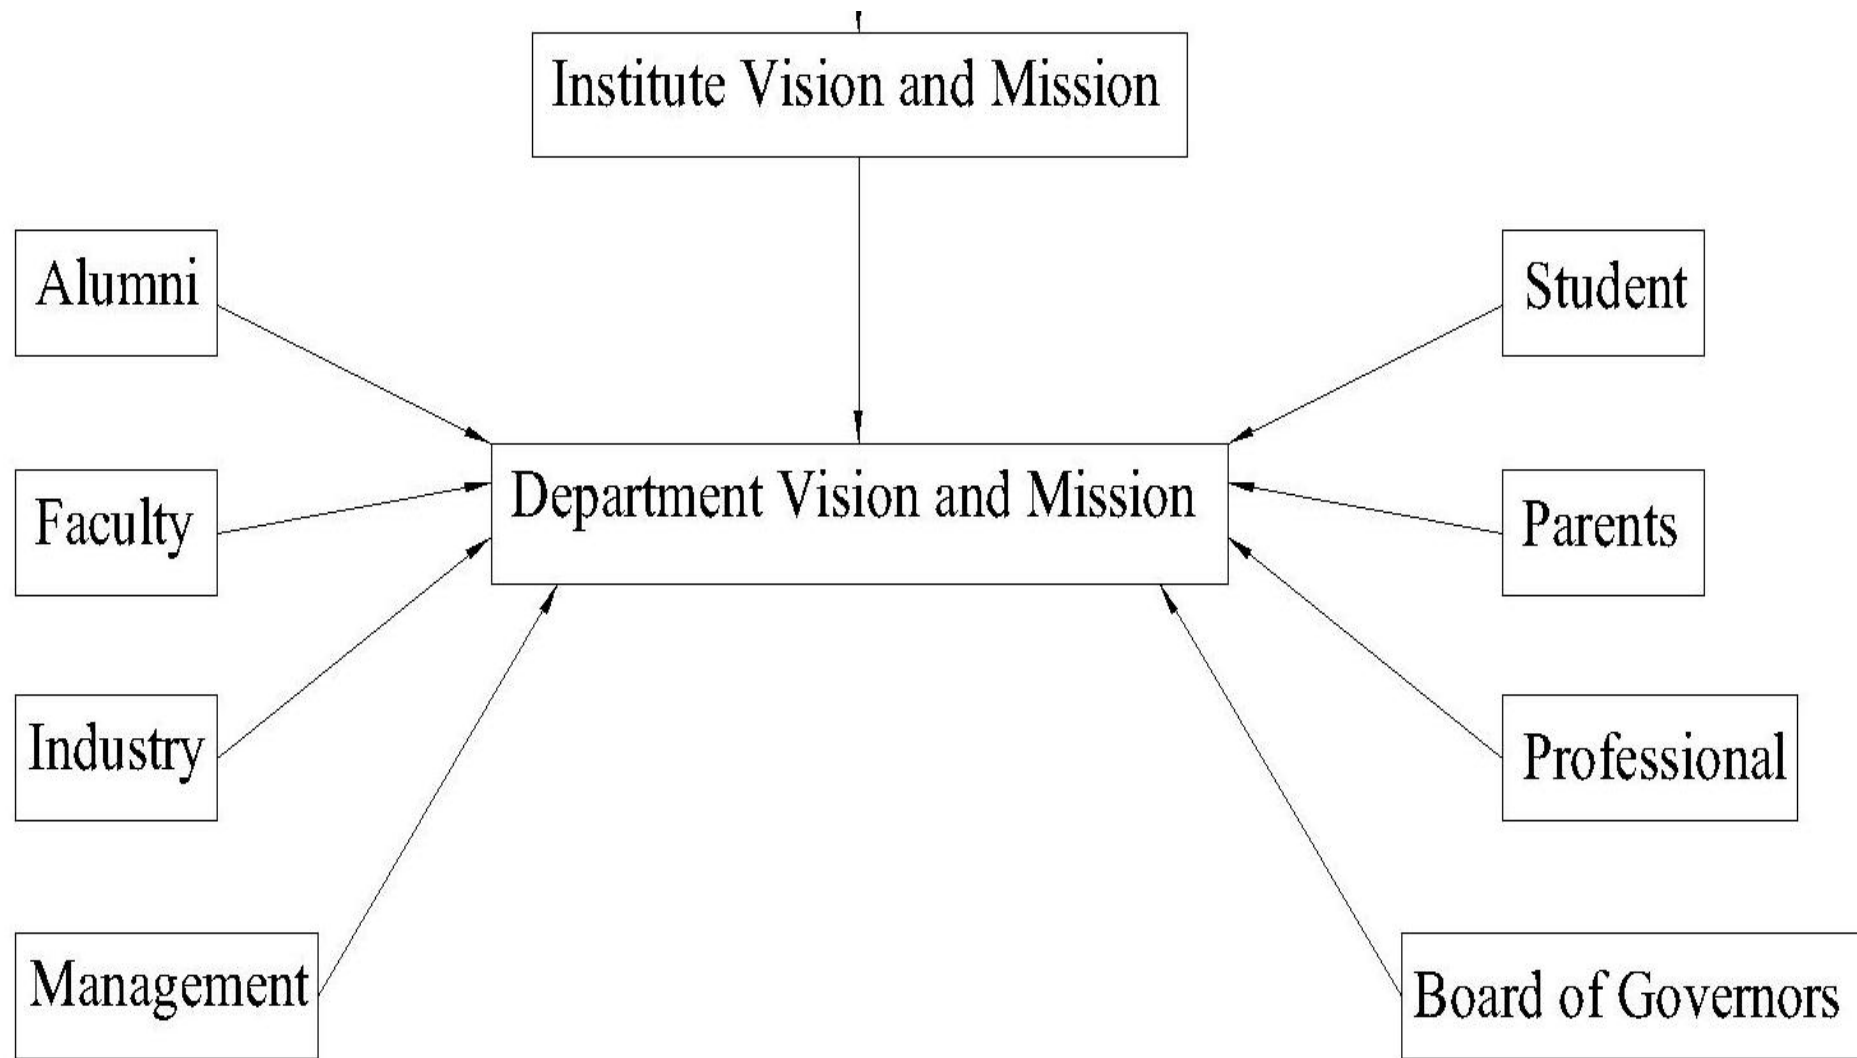 Institute Vision and Mission
Alumni
Student
Department Vision and Mission
Faculty
Parents
Industry
Professional
Management
Board of Governors